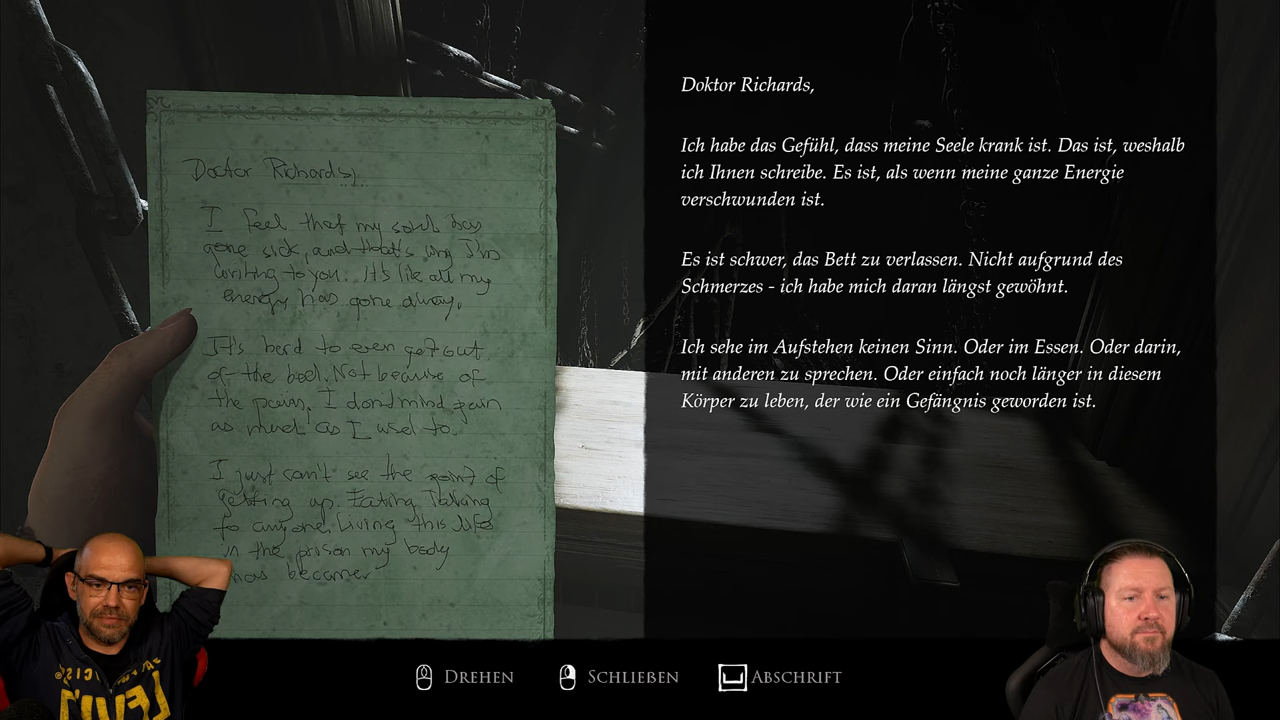 Doctor Richards,
I feel that my soul has
gone sick, and that's why I'm
writing to you. It's like all my
energy has gone away.
It's hard to even get out
of the bed. Not because of
the pain, I don't mind pain
as much as I used to.
I just can't see the point of
getting up. Eating. Talking
to anyone. Living this life
in the prison my body
has become.
Doktor Richards,
Ich habe das Gefühl, dass meine Seele krank ist. Das ist, weshalb
ich Ihnen schreibe. Es ist, als wenn meine ganze Energie
verschwunden ist.
Es ist schwer, das Bett zu verlassen. Nicht aufgrund des
Schmerzes - ich habe mich daran längst gewöhnt.
Ich sehe im Aufstehen keinen Sinn. Oder im Essen. Oder darin,
mit anderen zu sprechen. Oder einfach noch länger in diesem
Körper zu leben, der wie ein Gefängnis geworden ist.
DREHEN SCHLIEßEN ABSCHRIFT